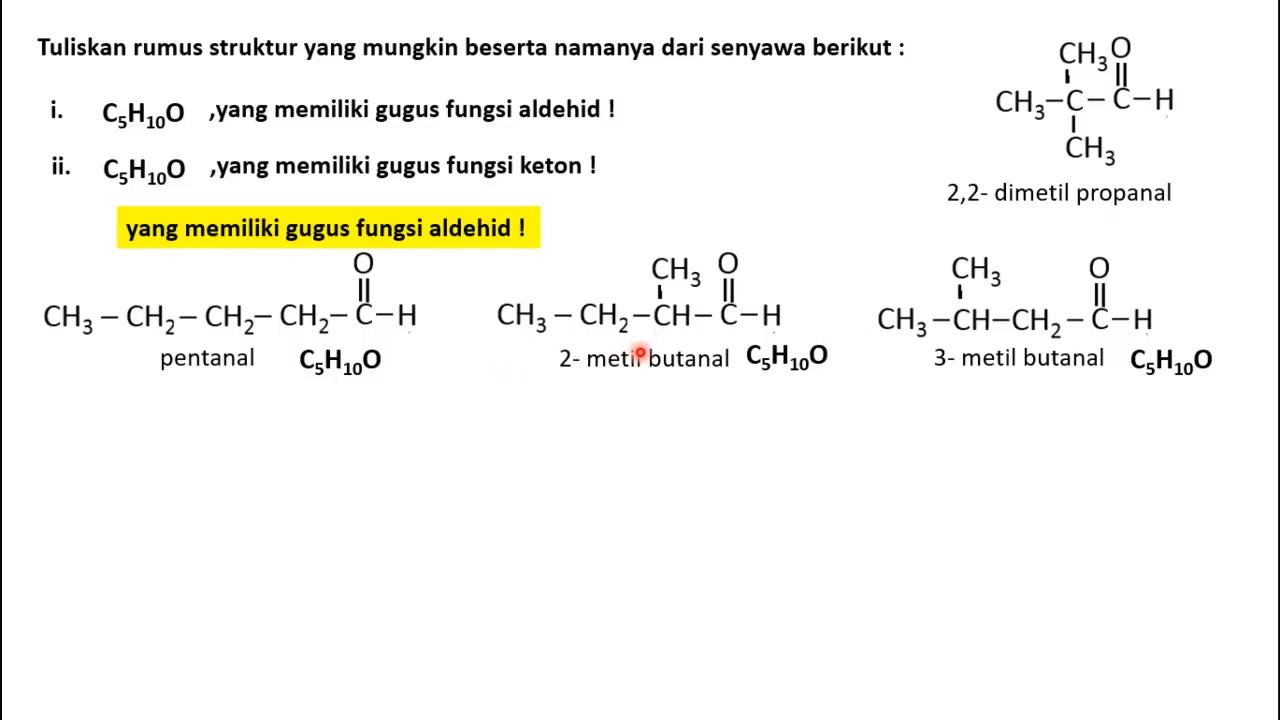 Tuliskan rumus struktur yang mungkin beserta namanya dari senyawa berikut :
i. C₅H₁₀O ,yang memiliki gugus fungsi aldehid !
ii. C₅H₁₀O ,yang memiliki gugus fungsi keton !
CH₃ O
CH₃–C–C–H
CH₃
2,2- dimetil propanal
yang memiliki gugus fungsi aldehid !
O
CH₃–CH₂–CH₂–CH₂–C–H
pentanal C₅H₁₀O
CH₃ O
CH₃–CH₂–CH–C–H
2- metil butanal C₅H₁₀O
CH₃ O
CH₃–CH–CH₂–C–H
3- metil butanal C₅H₁₀O